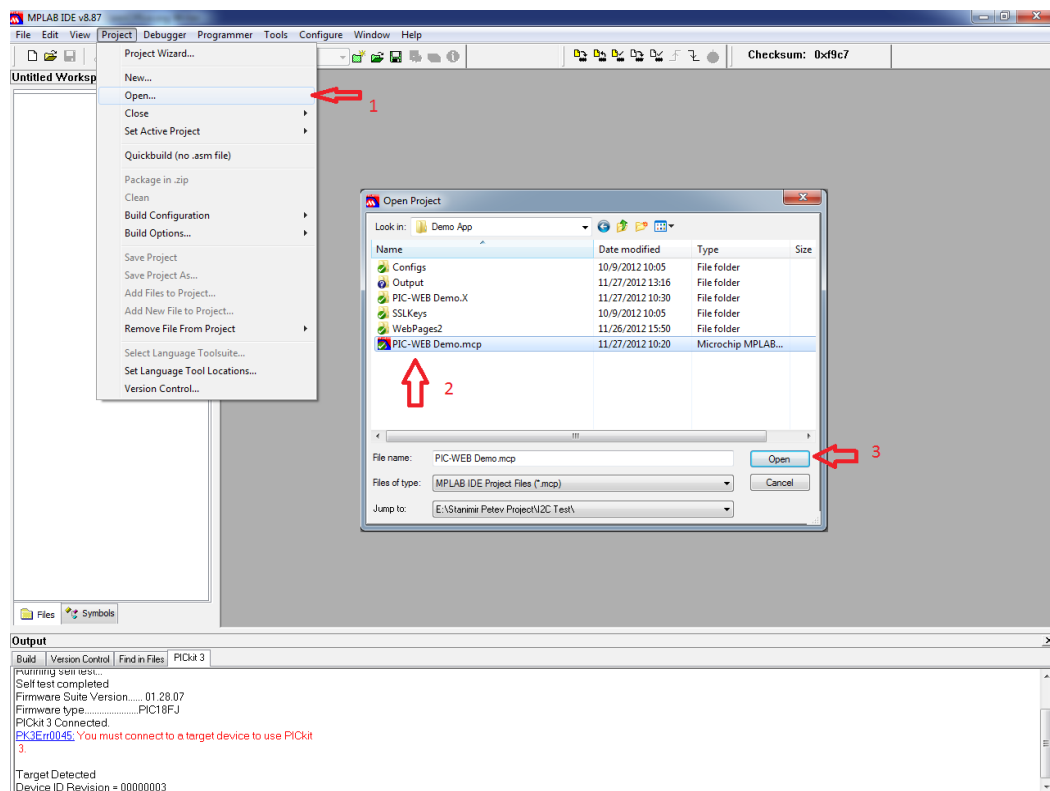 MPLAB IDE v8.87
File Edit View Project Debugger Programmer Tools Configure Window Help
Checksum: 0xf9c7
Untitled Worksp
Project Wizard...
New...
Open...
1
Close
Set Active Project
Quickbuild (no .asm file)
Package in .zip
Clean
Build Configuration
Build Options...
Save Project
Save Project As...
Add Files to Project...
Add New File to Project...
Remove File From Project
Select Language Toolsuite...
Set Language Tool Locations...
Version Control...
Open Project
Look in: Demo App
Name Date modified Type Size
Configs 10/9/2012 10:05 File folder
Output 11/27/2012 13:16 File folder
PIC-WEB Demo.X 11/27/2012 10:30 File folder
SSLKeys 10/9/2012 10:05 File folder
WebPages2 11/26/2012 15:50 File folder
PIC-WEB Demo.mcp 11/27/2012 10:20 Microchip MPLAB...
2
File name: PIC-WEB Demo.mcp Open
3
Files of type: MPLAB IDE Project Files (*.mcp) Cancel
Jump to: E:\Stanimir Petev Project\I2C Test\
Files Symbols
Output
Build Version Control Find in Files PICkit 3
Running self test...
Self test completed
Firmware Suite Version...... 01.28.07
Firmware type......................PIC18FJ
PICkit 3 Connected.
PK3Err0045: You must connect to a target device to use PICkit
3.
Target Detected
Device ID Revision = 00000003